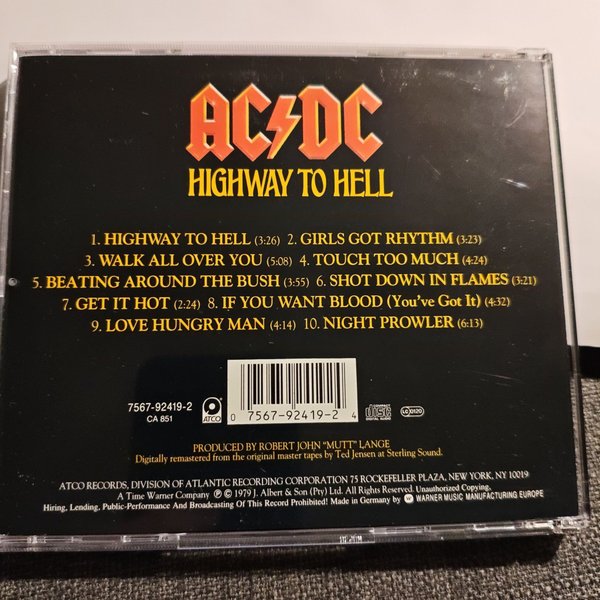 AC/DC
HIGHWAY TO HELL
1. HIGHWAY TO HELL (3:26) 2. GIRLS GOT RHYTHM (3:23)
3. WALK ALL OVER YOU (5:08) 4. TOUCH TOO MUCH (4:24)
5. BEATING AROUND THE BUSH (3:55) 6. SHOT DOWN IN FLAMES (3:21)
7. GET IT HOT (2:24) 8. IF YOU WANT BLOOD (You've Got It) (4:32)
9. LOVE HUNGRY MAN (4:14) 10. NIGHT PROWLER (6:13)
7567-92419-2
CA 851
ATCO
0 7567-92419-2 4
COMPACT
disc
DIGITAL AUDIO
LC 0120
PRODUCED BY ROBERT JOHN "MUTT" LANGE
Digitally remastered from the original master tapes by Ted Jensen at Sterling Sound.
ATCO RECORDS, DIVISION OF ATLANTIC RECORDING CORPORATION 75 ROCKEFELLER PLAZA, NEW YORK, NY 10019
A Time Warner Company ℗ © 1979 J. Albert & Son (Pty) Ltd. All Rights Reserved. Unauthorized Copying,
Hiring, Lending, Public-Performance And Broadcasting Of This Record Prohibited! Made in Germany by WARNER MUSIC MANUFACTURING EUROPE